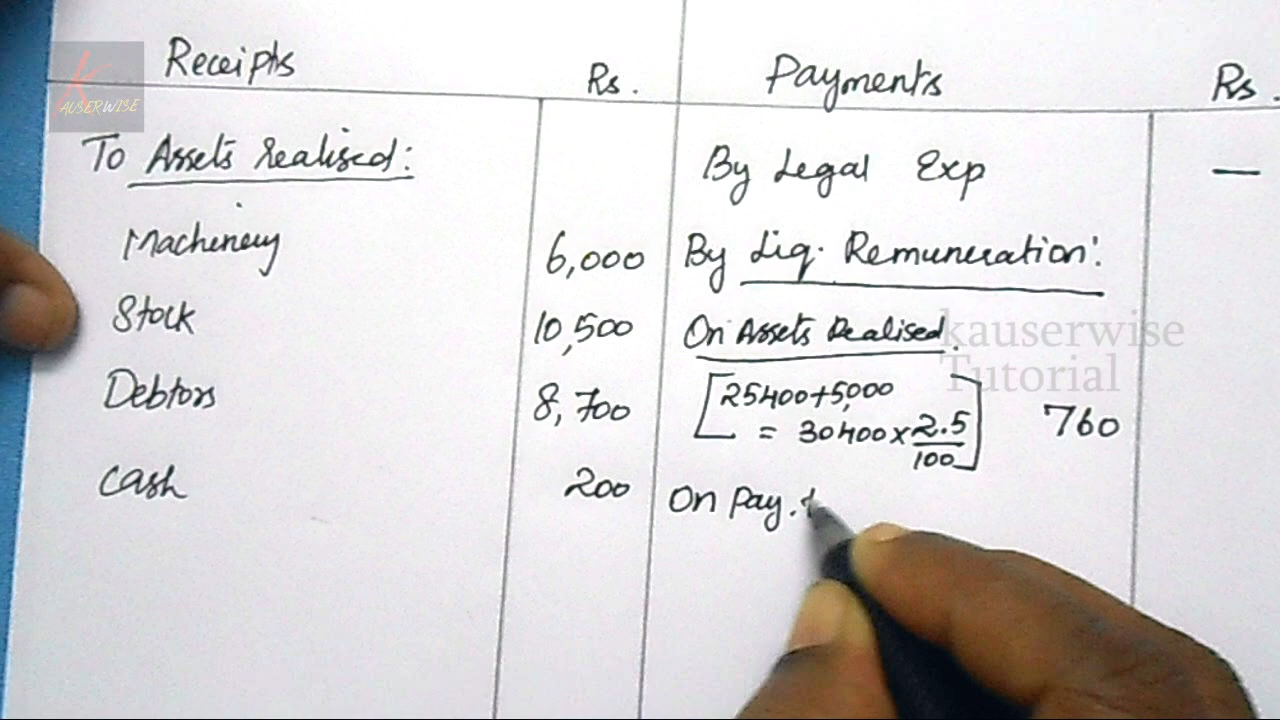 Receipts Rs. Payments Rs.
To Assets realised: By Legal Exp —
Machinery 6,000 By Liq. Remuneration:
Stock 10,500 On Assets Realised.
Debtors 8,700 [25400+5,000
= 30400 × 2.5/100] 760
Cash 200 On Pay.
KAUSERWISE
kauserwise
Tutorial